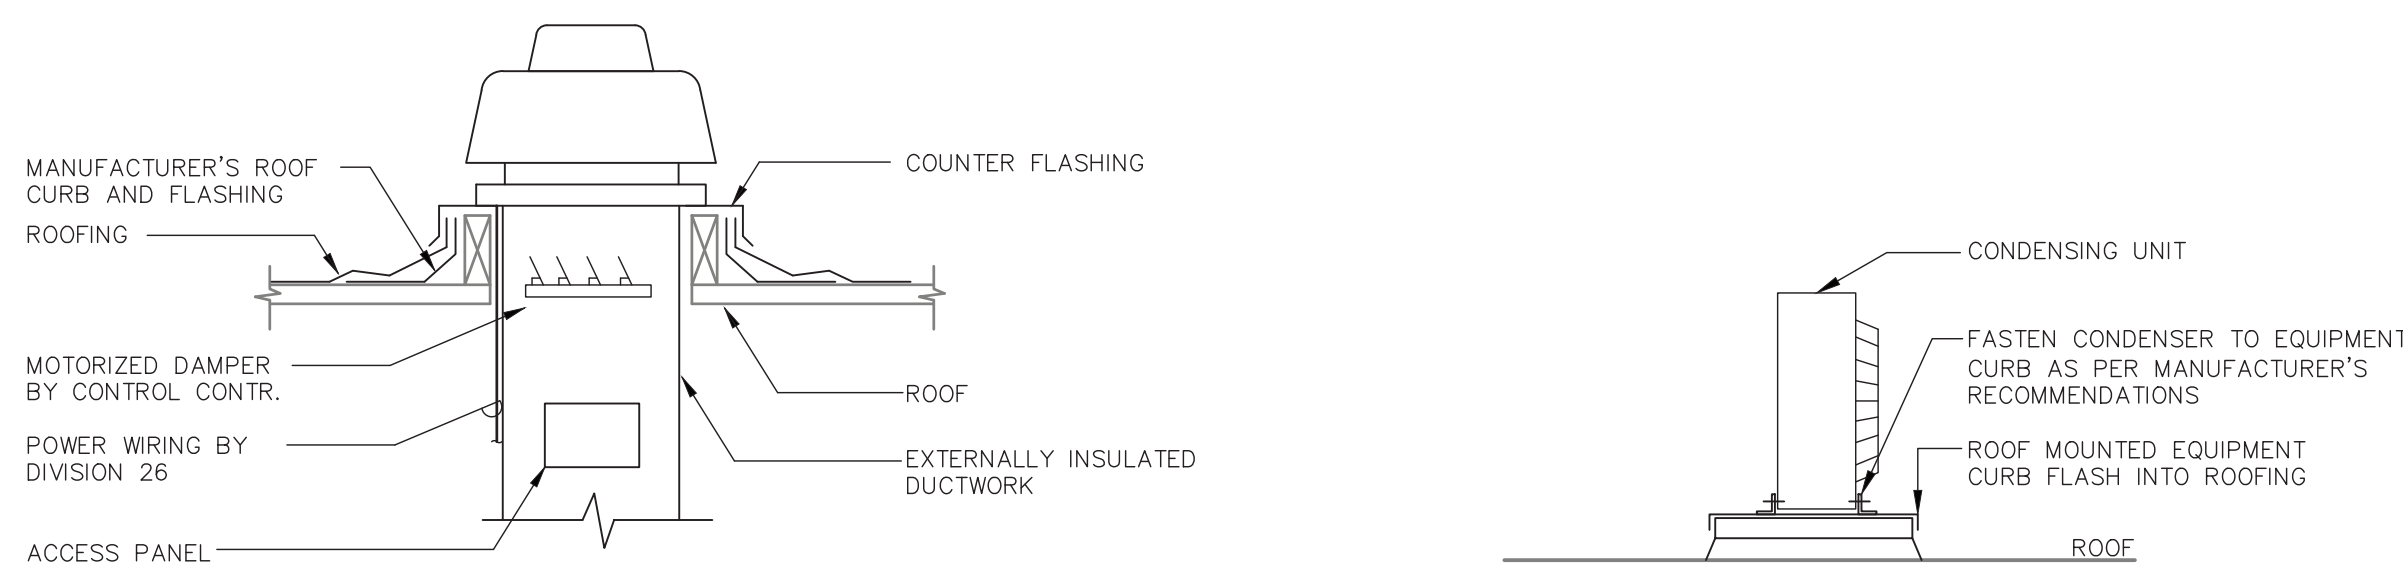 MANUFACTURER'S ROOF
CURB AND FLASHING
ROOFING
MOTORIZED DAMPER
BY CONTROL CONTR.
POWER WIRING BY
DIVISION 26
ACCESS PANEL
COUNTER FLASHING
ROOF
EXTERNALLY INSULATED
DUCTWORK
CONDENSING UNIT
FASTEN CONDENSER TO EQUIPMENT
CURB AS PER MANUFACTURER'S
RECOMMENDATIONS
ROOF MOUNTED EQUIPMENT
CURB FLASH INTO ROOFING
ROOF